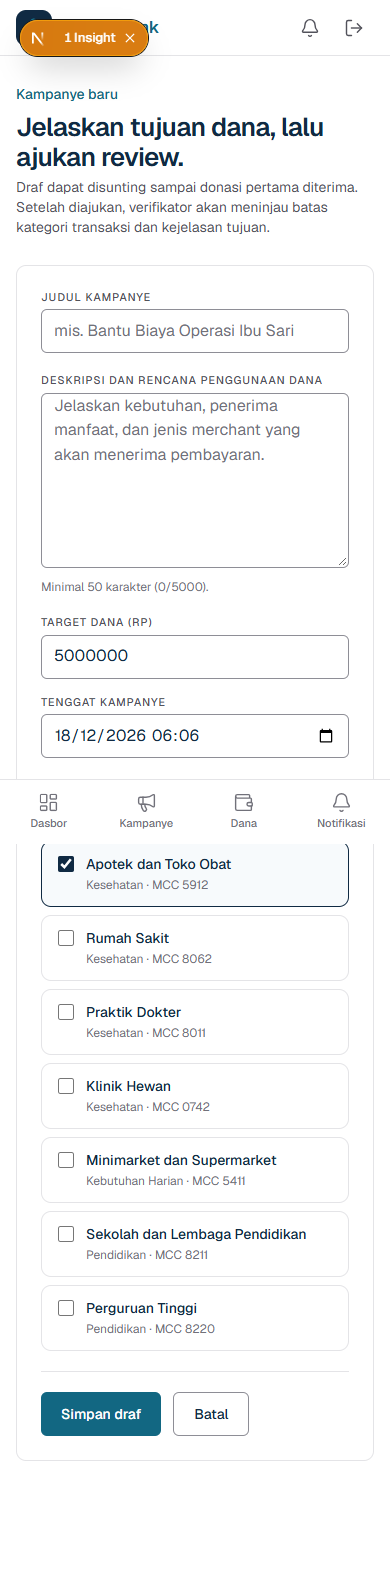 1 Insight
Kampanye baru
Jelaskan tujuan dana, lalu
ajukan review.
Draf dapat disunting sampai donasi pertama diterima.
Setelah diajukan, verifikator akan meninjau batas
kategori transaksi dan kejelasan tujuan.
JUDUL KAMPANYE
mis. Bantu Biaya Operasi Ibu Sari
DESKRIPSI DAN RENCANA PENGGUNAAN DANA
Jelaskan kebutuhan, penerima
manfaat, dan jenis merchant yang
akan menerima pembayaran.
Minimal 50 karakter (0/5000).
TARGET DANA (RP)
5000000
TENGGAT KAMPANYE
18/12/2026 06:06
Dasbor Kampanye Dana Notifikasi
Apotek dan Toko Obat
Kesehatan · MCC 5912
Rumah Sakit
Kesehatan · MCC 8062
Praktik Dokter
Kesehatan · MCC 8011
Klinik Hewan
Kesehatan · MCC 0742
Minimarket dan Supermarket
Kebutuhan Harian · MCC 5411
Sekolah dan Lembaga Pendidikan
Pendidikan · MCC 8211
Perguruan Tinggi
Pendidikan · MCC 8220
Simpan draf Batal